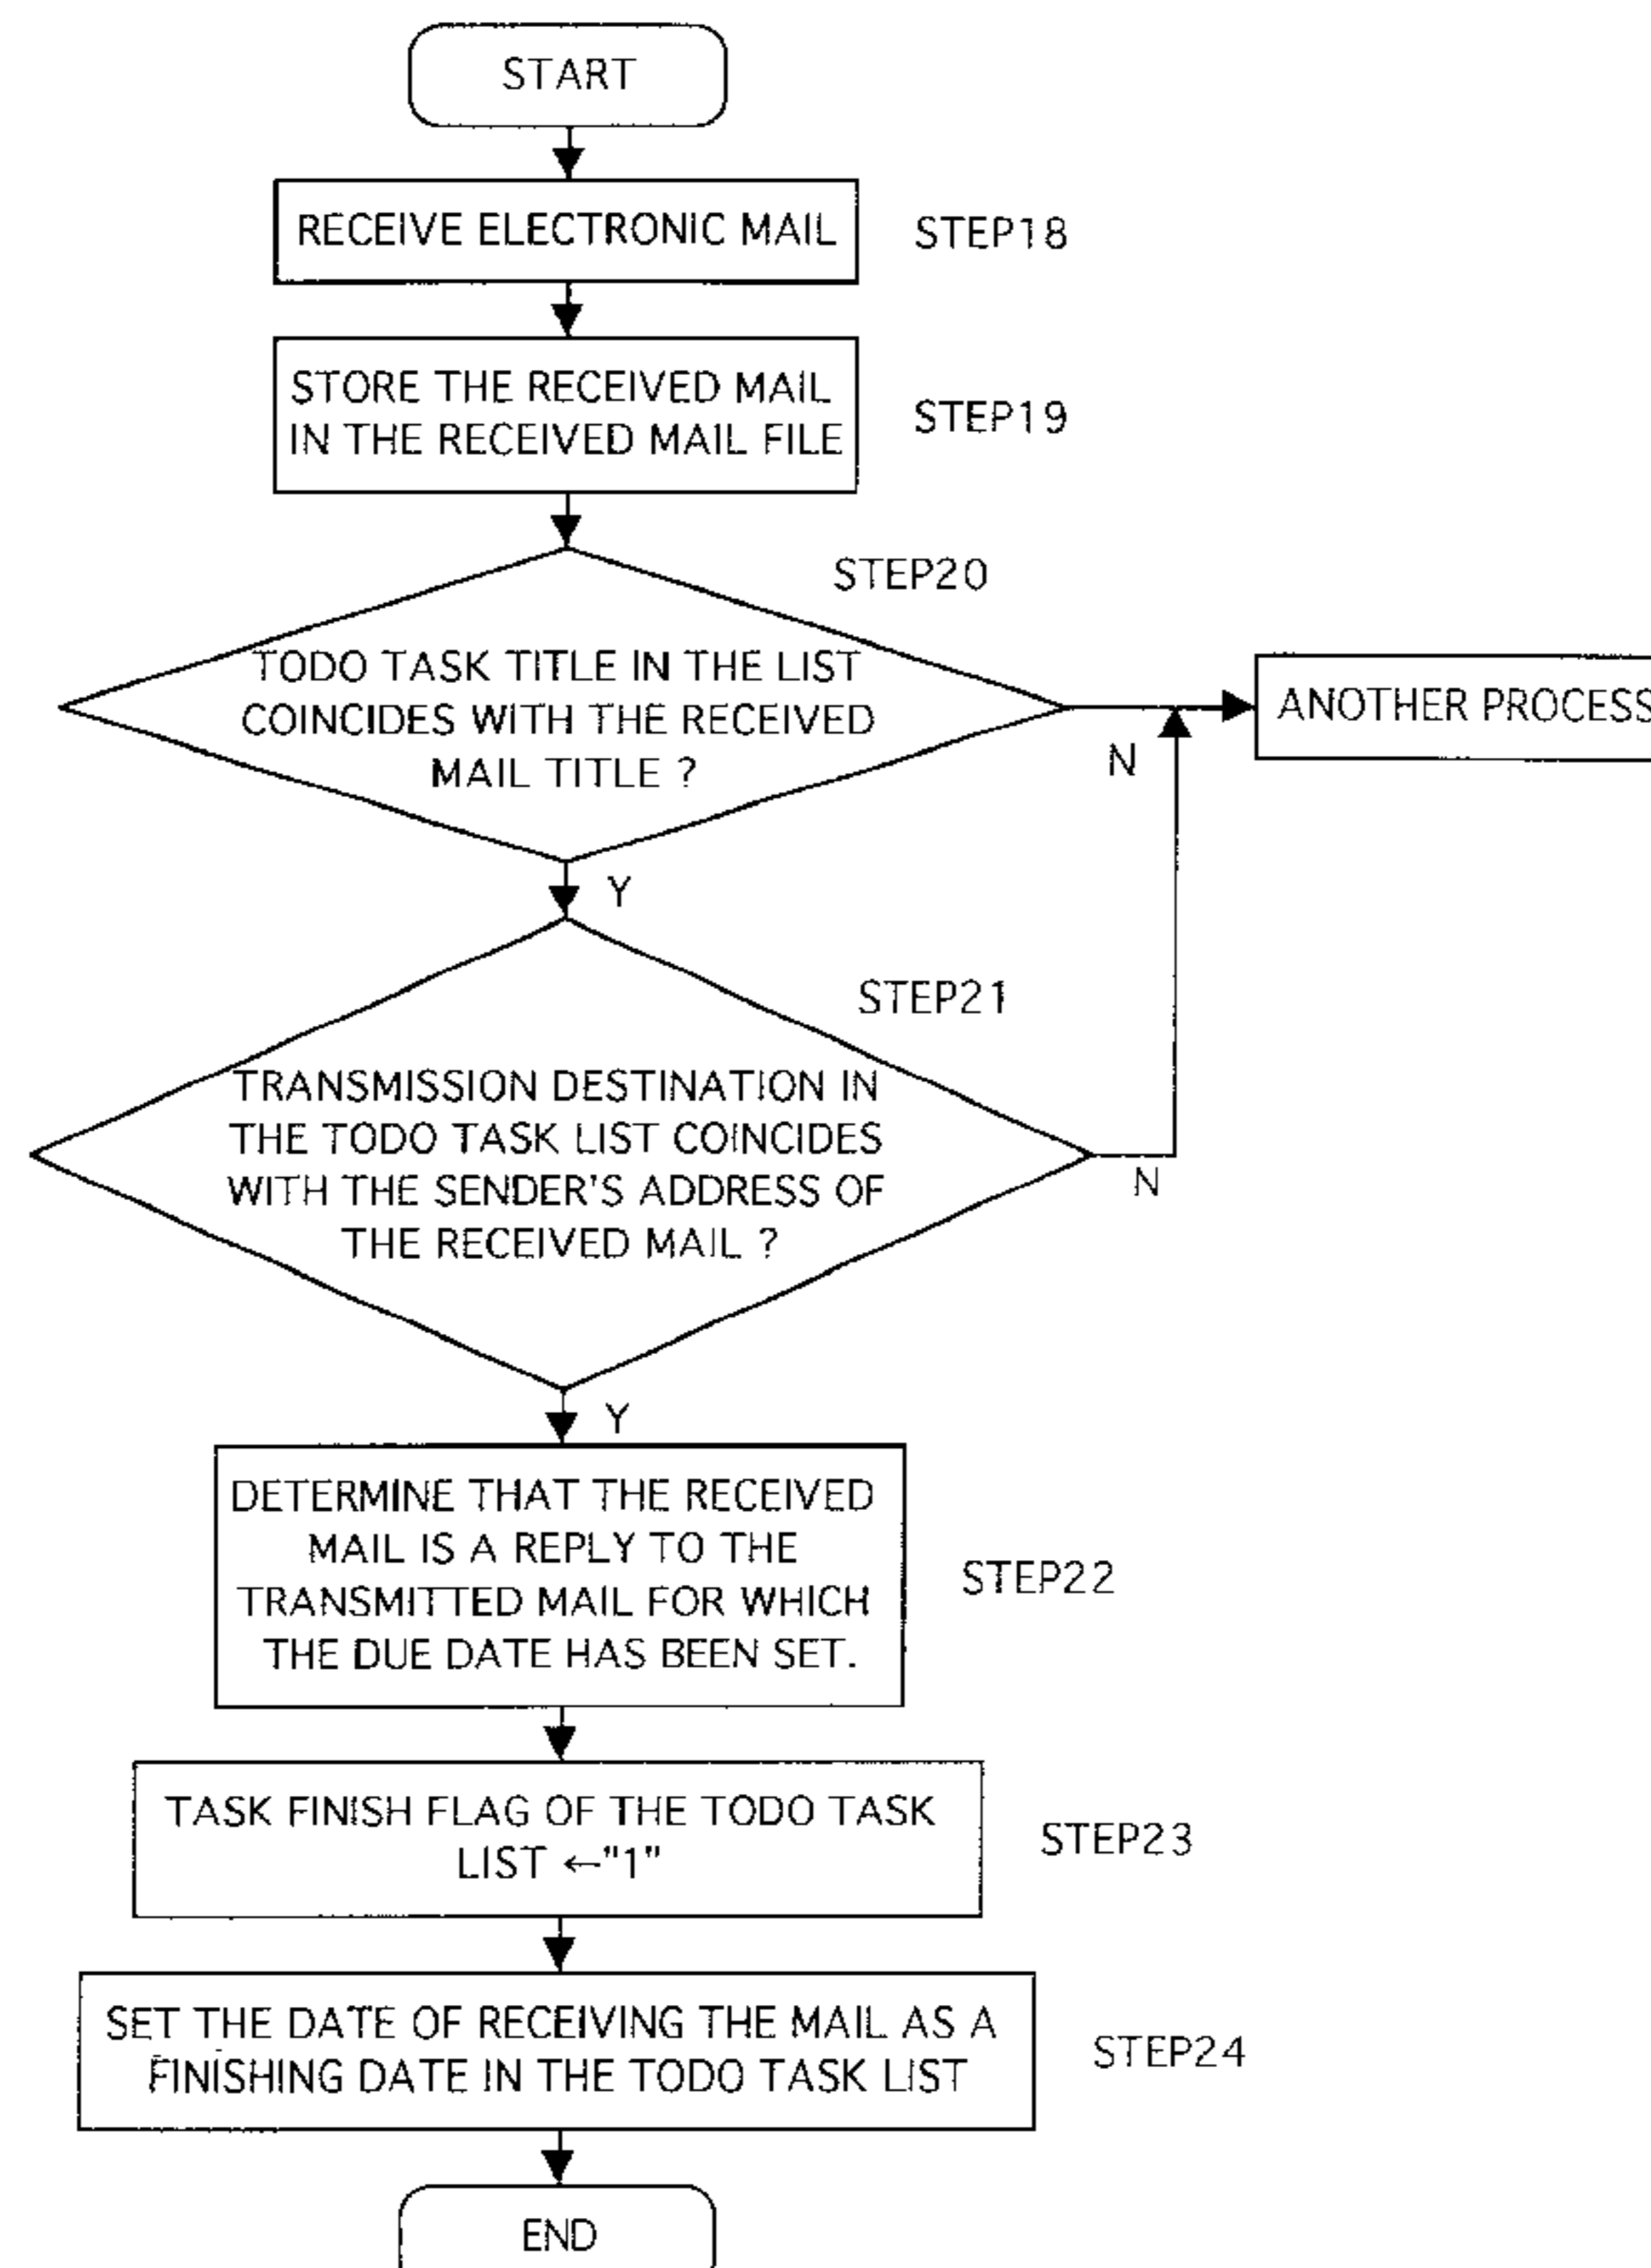 START
RECEIVE ELECTRONIC MAIL
STEP18
STORE THE RECEIVED MAIL
IN THE RECEIVED MAIL FILE
STEP19
STEP20
TODO TASK TITLE IN THE LIST
COINCIDES WITH THE RECEIVED
MAIL TITLE ?
N
ANOTHER PROCESS
Y
STEP21
TRANSMISSION DESTINATION IN
THE TODO TASK LIST COINCIDES
WITH THE SENDER'S ADDRESS OF
THE RECEIVED MAIL ?
N
Y
DETERMINE THAT THE RECEIVED
MAIL IS A REPLY TO THE
TRANSMITTED MAIL FOR WHICH
THE DUE DATE HAS BEEN SET.
STEP22
TASK FINISH FLAG OF THE TODO TASK
LIST ←"1"
STEP23
SET THE DATE OF RECEIVING THE MAIL AS A
FINISHING DATE IN THE TODO TASK LIST
STEP24
END